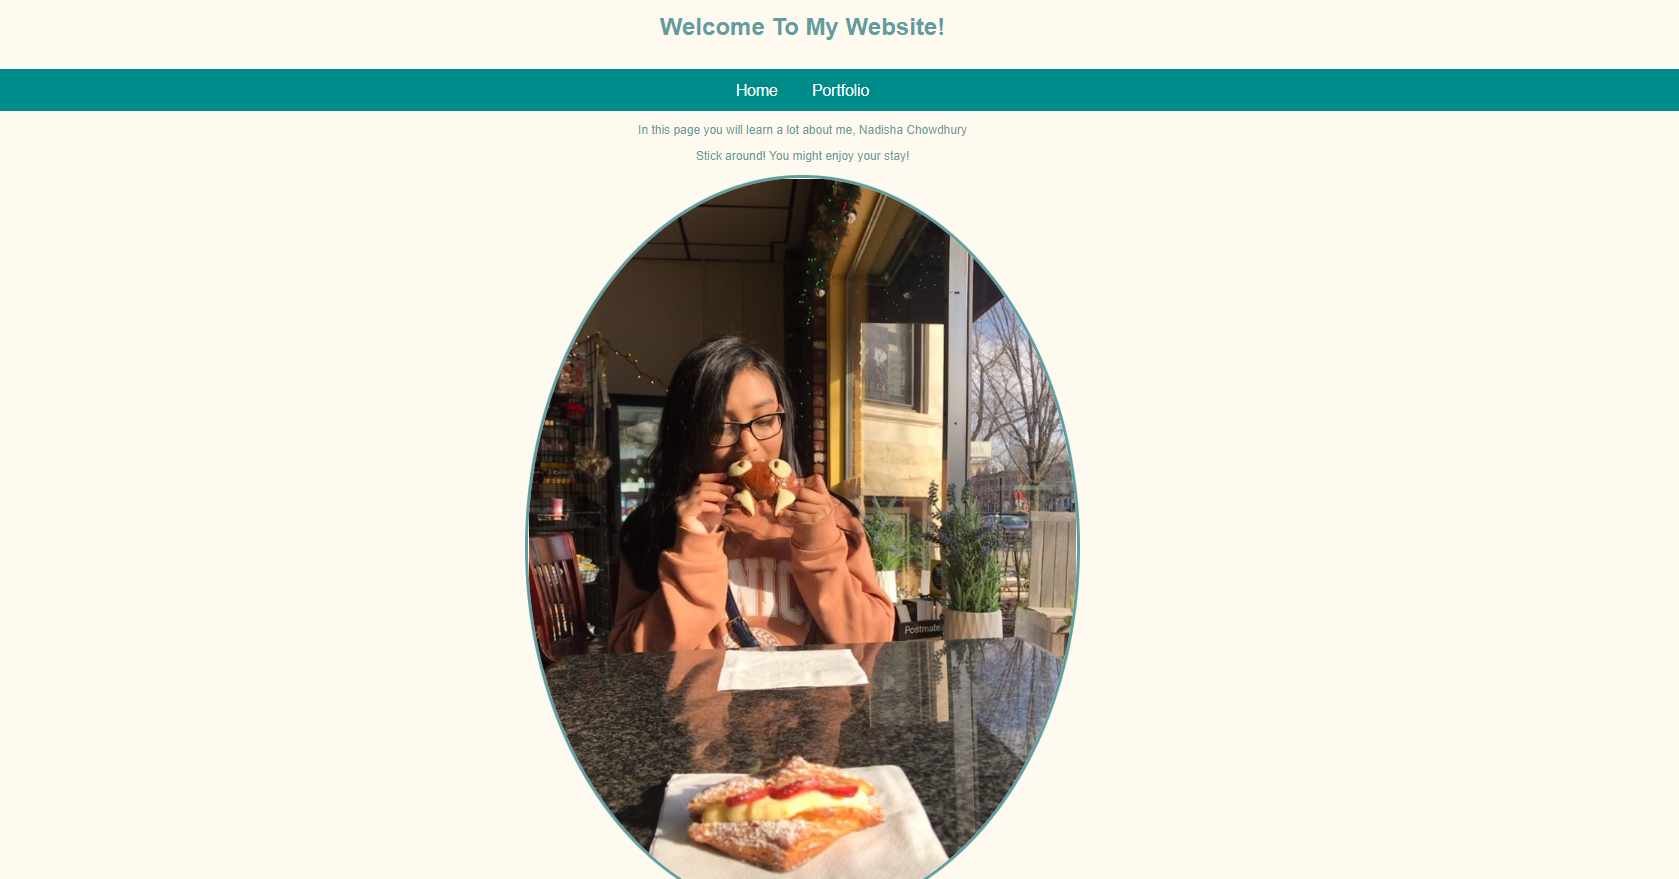 Welcome To My Website!
Home Portfolio
In this page you will learn a lot about me, Nadisha Chowdhury
Stick around! You might enjoy your stay!
NIC
Postmate